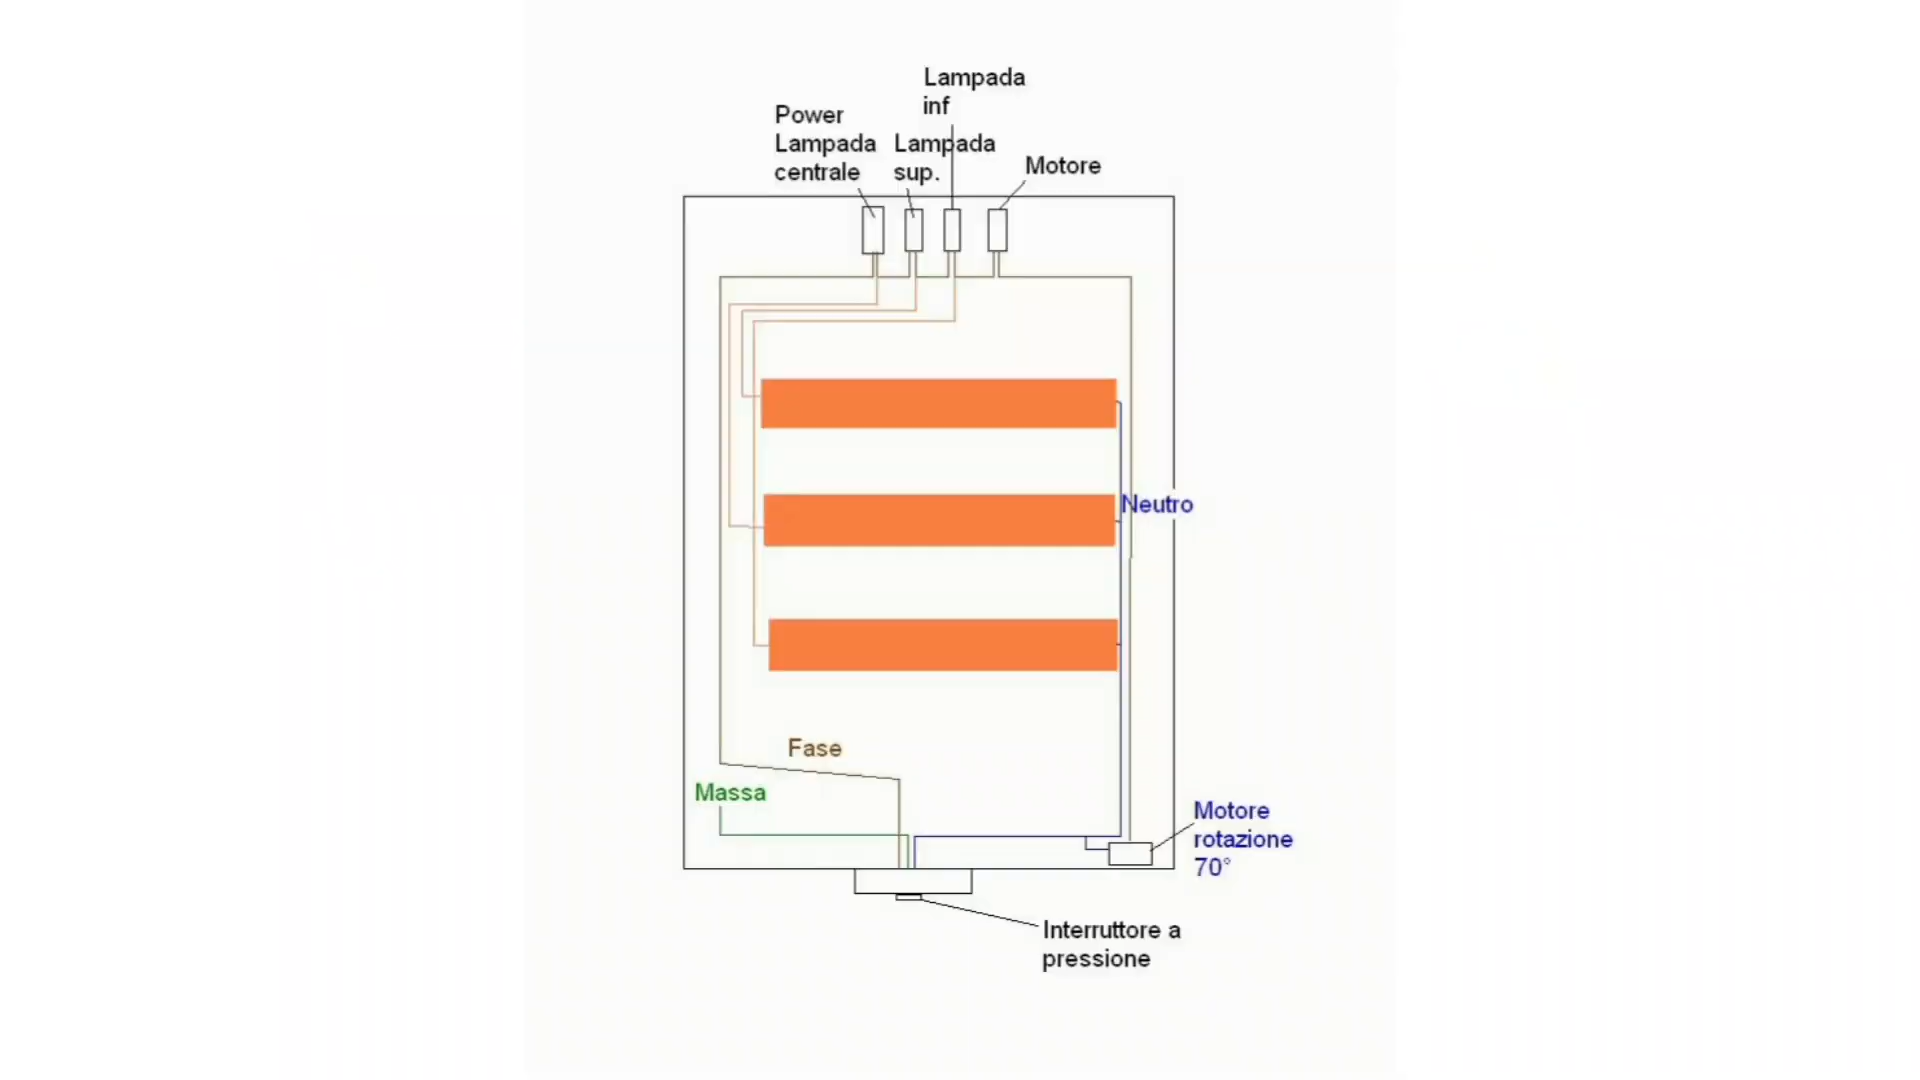 Lampada
inf
Power
Lampada
centrale
Lampada
sup.
Motore
Neutro
Fase
Massa
Motore
rotazione
70°
Interruttore a
pressione